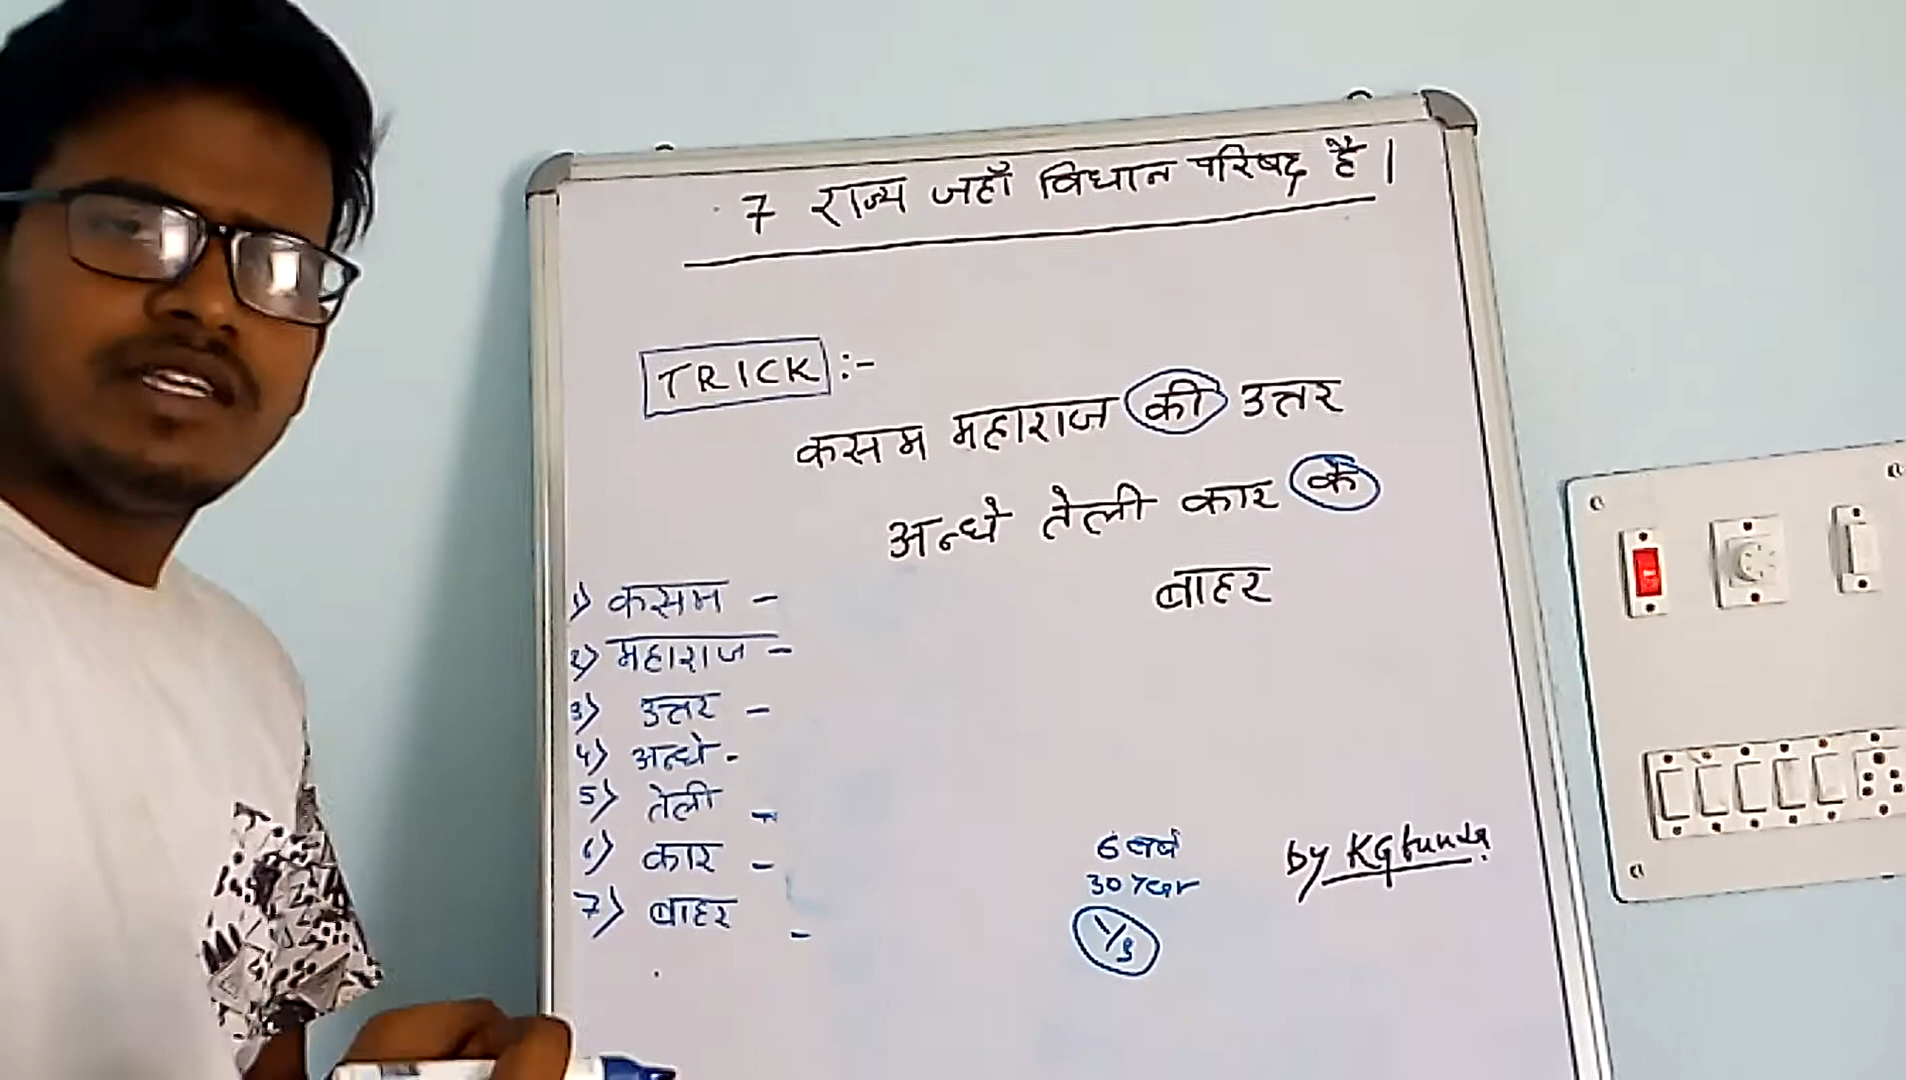 7 राज्य जहाँ विधान परिषद है।
TRICK :-
कसम महाराज की उत्तर
अन्धे तेली कार के
बाहर
1) कसम -
2) महाराज -
3) उत्तर -
4) अन्धे -
5) तेली -
6) कार -
7) बाहर -
6 वर्ष
30 year
1/3
by KG